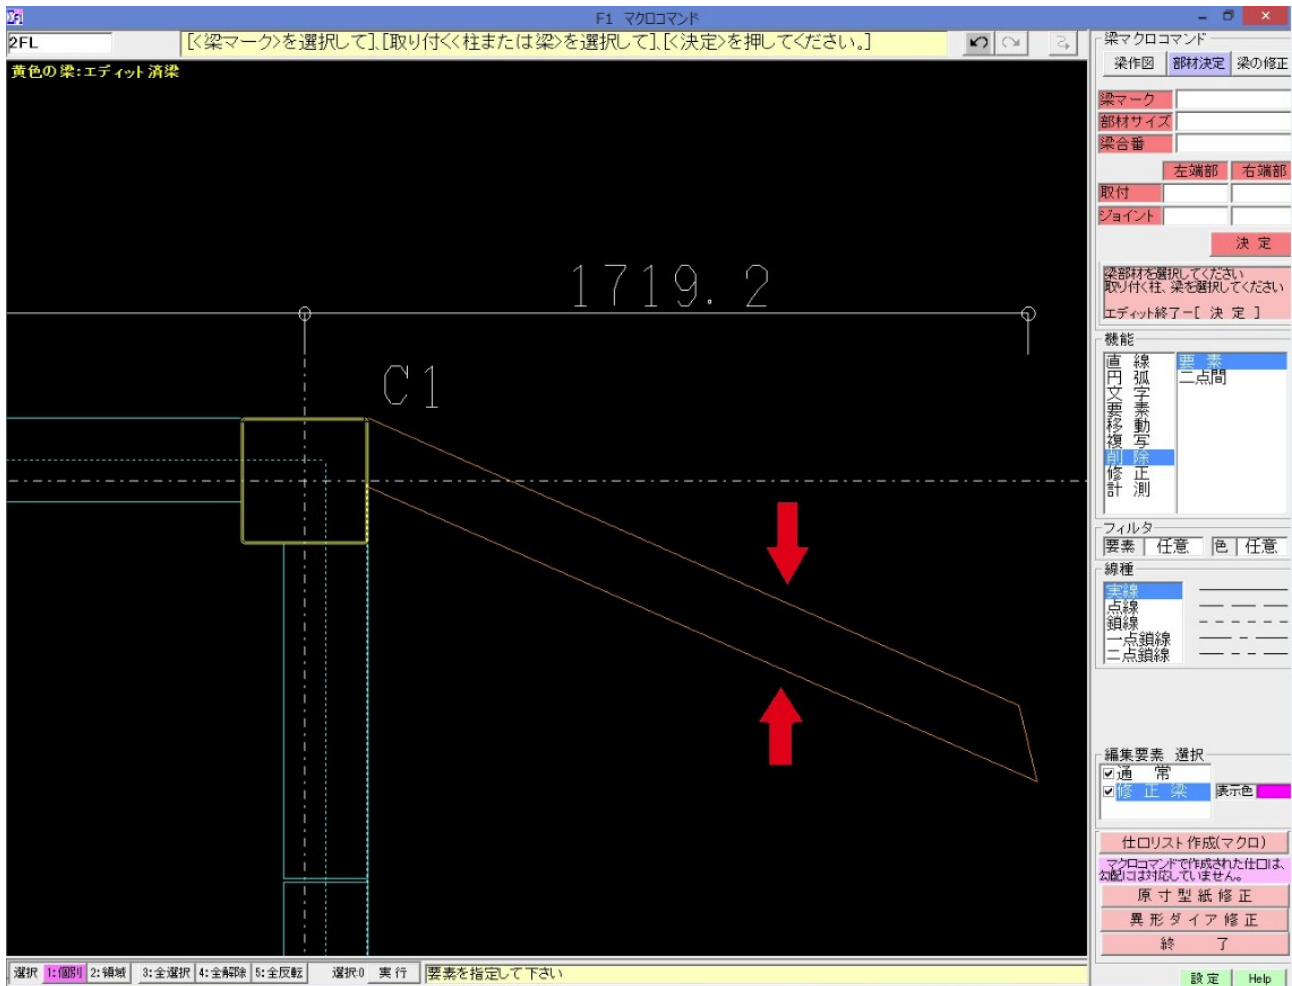 F1 マクロコマンド
2FL
[<梁マーク>を選択して]、[取り付く<柱または梁>を選択して]、[<決定>を押してください。]
黄色の梁:エディット済梁
1719.2
C1
梁マクロコマンド
梁作図 部材決定 梁の修正
梁マーク
部材サイズ
梁合番
左端部 右端部
取付
ジョイント
決 定
梁部材を選択してください
取り付く柱、梁を選択してください
エディット終了-[ 決 定 ]
機能
直 線 要 素
円 弧 二点間
文 字
要 素
移 動
複 写
削 除
修 正
計 測
フィルタ
要素 任意 色 任意
線種
実線
点線
鎖線
一点鎖線
二点鎖線
編集要素 選択
通 常
修 正 梁 表示色
仕口リスト作成(マクロ)
マクロコマンドで作成された仕口は、
勾配には対応していません。
原 寸 型 紙 修 正
異 形 ダ イ ア 修 正
終 了
選択 1:個別 2:領域 3:全選択 4:全解除 5:全反転 選択:0 実 行 要素を指定して下さい
設 定 Help